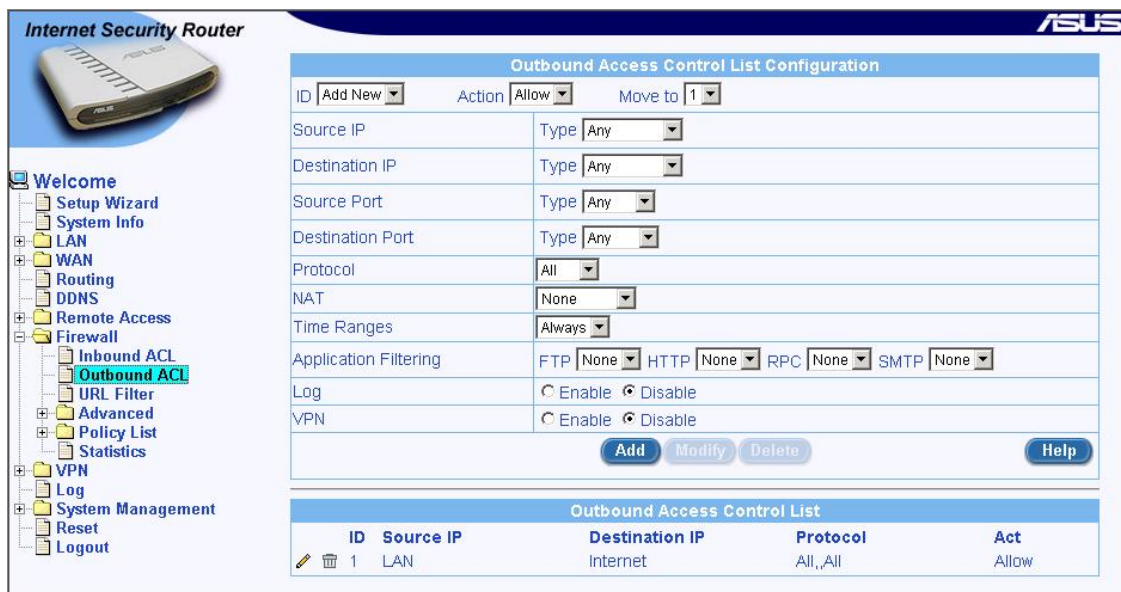 Internet Security Router
ASUS
Welcome
Setup Wizard
System Info
LAN
WAN
Routing
DDNS
Remote Access
Firewall
Inbound ACL
Outbound ACL
URL Filter
Advanced
Policy List
Statistics
VPN
Log
System Management
Reset
Logout
Outbound Access Control List Configuration
ID Add New Action Allow Move to 1
Source IP Type Any
Destination IP Type Any
Source Port Type Any
Destination Port Type Any
Protocol All
NAT None
Time Ranges Always
Application Filtering FTP None HTTP None RPC None SMTP None
Log Enable Disable
VPN Enable Disable
Add Modify Delete Help
Outbound Access Control List
ID Source IP Destination IP Protocol Act
1 LAN Internet All,,All Allow